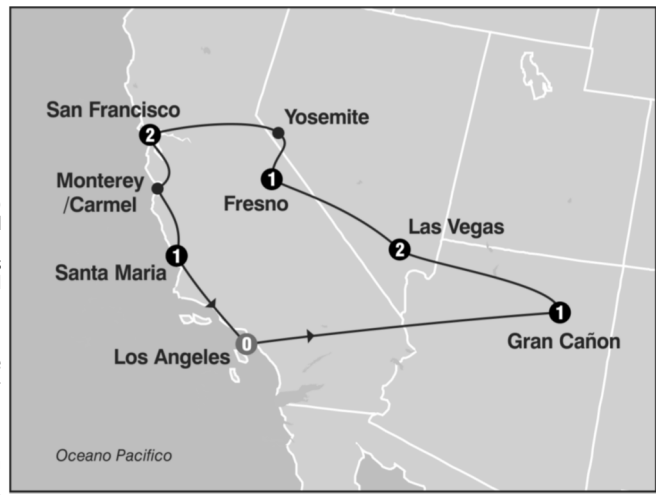 San Francisco
2
Yosemite
Monterey
/Carmel
1
Fresno
Las Vegas
2
1
Santa Maria
1
Gran Cañon
0
Los Angeles
Oceano Pacifico